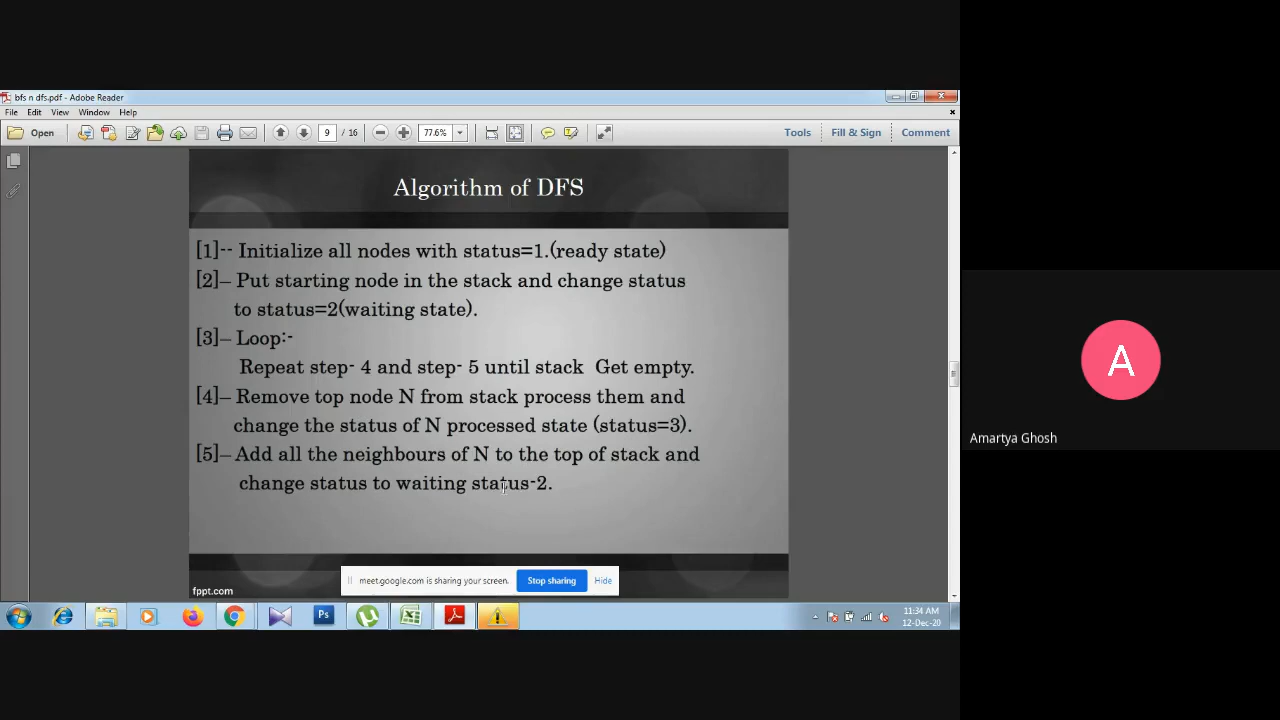 bfs n dfs.pdf - Adobe Reader
File Edit View Window Help
Open 9 / 16 77.6% Tools Fill & Sign Comment
Algorithm of DFS
[1]-- Initialize all nodes with status=1.(ready state)
[2]– Put starting node in the stack and change status
to status=2(waiting state).
[3]– Loop:-
Repeat step- 4 and step- 5 until stack Get empty.
[4]– Remove top node N from stack process them and
change the status of N processed state (status=3).
[5]– Add all the neighbours of N to the top of stack and
change status to waiting status-2.
fppt.com
meet.google.com is sharing your screen. Stop sharing Hide
Ps
11:34 AM
12-Dec-20
A
Amartya Ghosh